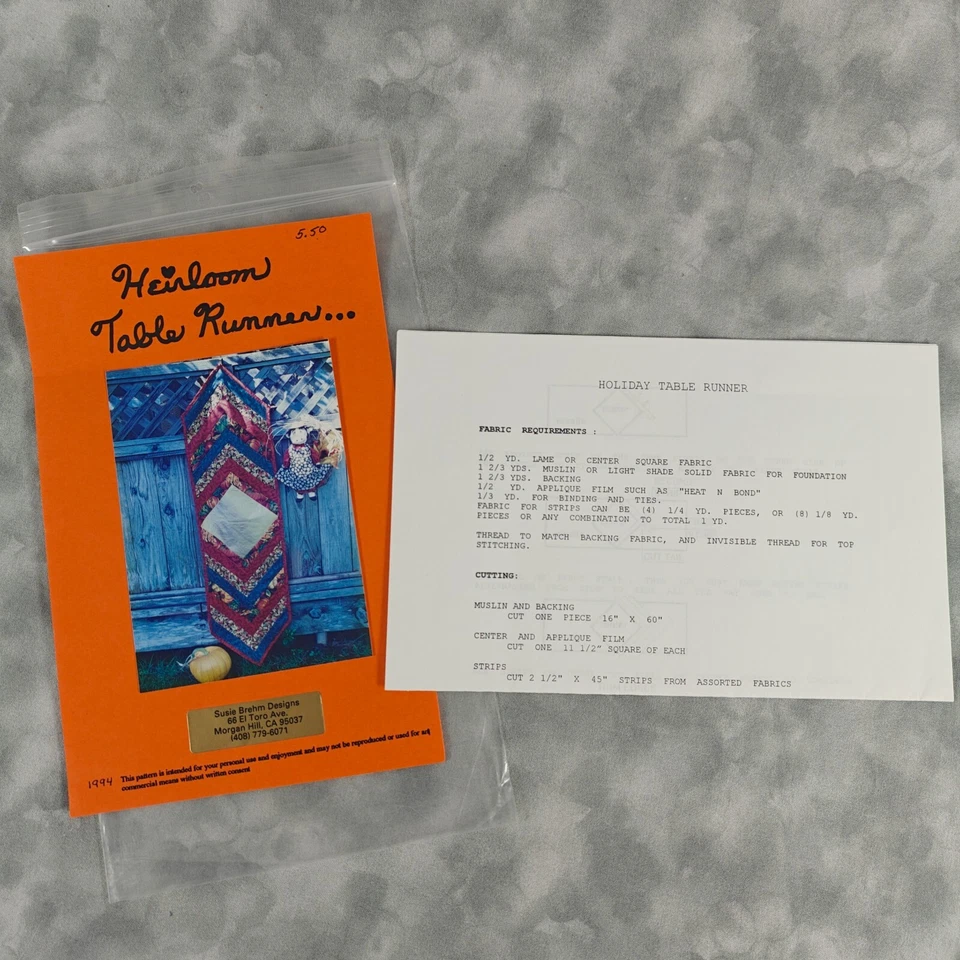 5.50
Heirloom
Table Runner...
Susie Brehm Designs
66 El Toro Ave.
Morgan Hill, CA 95037
(408) 779-6071
1994 This pattern is intended for your personal use and enjoyment and may not be reproduced or used for
commercial means without written consent
HOLIDAY TABLE RUNNER
FABRIC REQUIREMENTS :
1/2 YD. LAME OR CENTER SQUARE FABRIC
1 2/3 YDS. MUSLIN OR LIGHT SHADE SOLID FABRIC FOR FOUNDATION
1 2/3 YDS. BACKING
1/2 YD. APPLIQUE FILM SUCH AS "HEAT N BOND"
1/3 YD. FOR BINDING AND TIES.
FABRIC FOR STRIPS CAN BE (4) 1/4 YD. PIECES, OR (8) 1/8 YD.
PIECES OR ANY COMBINATION TO TOTAL 1 YD.
THREAD TO MATCH BACKING FABRIC, AND INVISIBLE THREAD FOR TOP
STITCHING.
CUTTING:
MUSLIN AND BACKING
CUT ONE PIECE 16" X 60"
CENTER AND APPLIQUE FILM
CUT ONE 11 1/2" SQUARE OF EACH
STRIPS
CUT 2 1/2" X 45" STRIPS FROM ASSORTED FABRICS